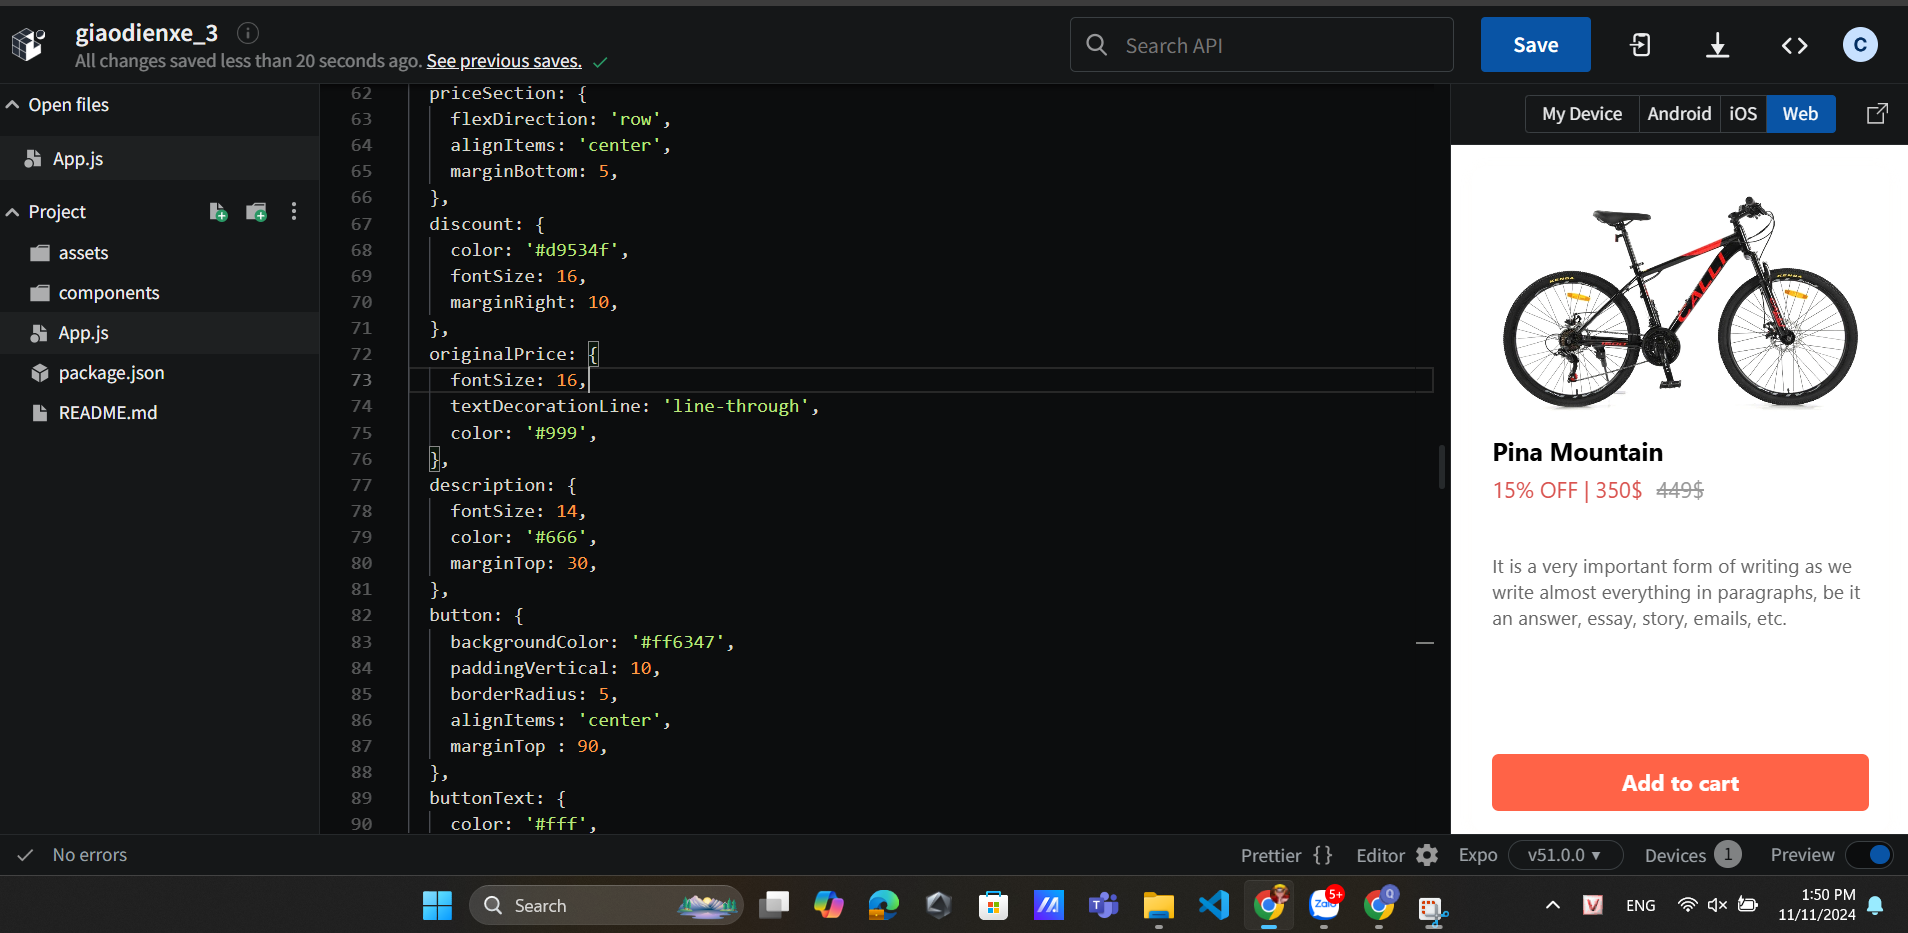 giaodienxe_3
All changes saved less than 20 seconds ago. See previous saves.
Search API
Save
C
Open files
App.js
Project
assets
components
App.js
package.json
README.md
62 priceSection: {
63 flexDirection: 'row',
64 alignItems: 'center',
65 marginBottom: 5,
66 },
67 discount: {
68 color: '#d9534f',
69 fontSize: 16,
70 marginRight: 10,
71 },
72 originalPrice: {
73 fontSize: 16,
74 textDecorationLine: 'line-through',
75 color: '#999',
76 },
77 description: {
78 fontSize: 14,
79 color: '#666',
80 marginTop: 30,
81 },
82 button: {
83 backgroundColor: '#ff6347',
84 paddingVertical: 10,
85 borderRadius: 5,
86 alignItems: 'center',
87 marginTop : 90,
88 },
89 buttonText: {
90 color: '#fff',
My Device Android iOS Web
KENDA
KENDA
CALLI
Pina Mountain
15% OFF | 350$ 449$
It is a very important form of writing as we
write almost everything in paragraphs, be it
an answer, essay, story, emails, etc.
Add to cart
No errors
Prettier {} Editor Expo v51.0.0 Devices 1 Preview
Search
Zalo
5+
Q
ENG
1:50 PM
11/11/2024